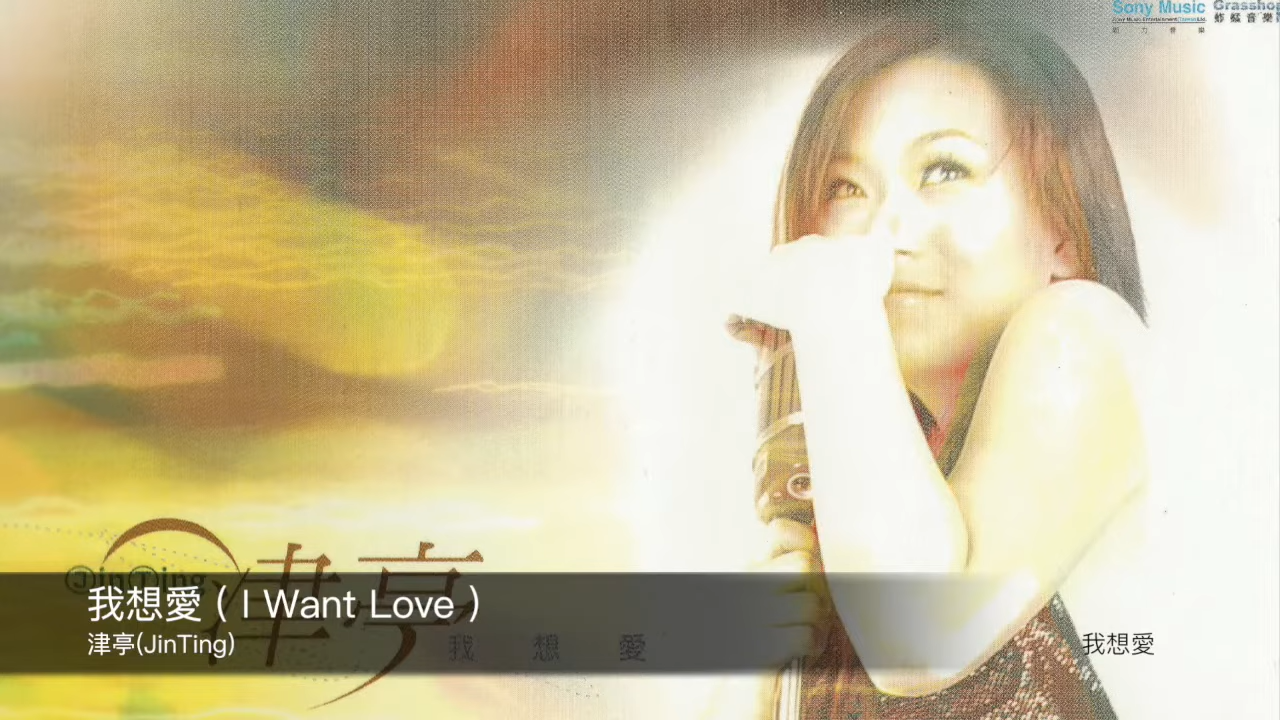 Sony Music
Grasshop
蚱蜢音樂
JinTing
津亭
我想愛
我想愛 ( I Want Love )
津亭(JinTing)
我想愛